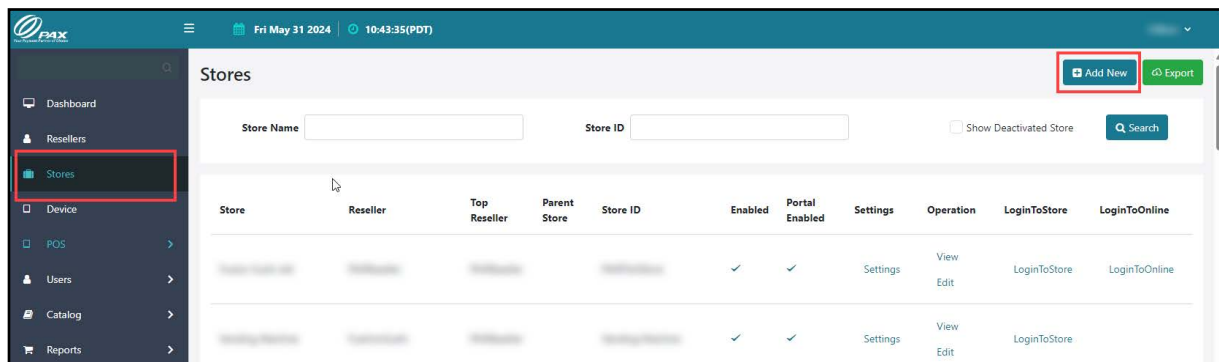 PAX
Fri May 31 2024 10:43:35(PDT)
Stores
Add New
Export
Dashboard
Resellers
Stores
Device
POS
Users
Catalog
Reports
Store Name
Store ID
Show Deactivated Store
Search
Store Reseller Top Reseller Parent Store Store ID Enabled Portal Enabled Settings Operation LoginToStore LoginToOnline
Settings View Edit LoginToStore LoginToOnline
Settings View Edit LoginToStore